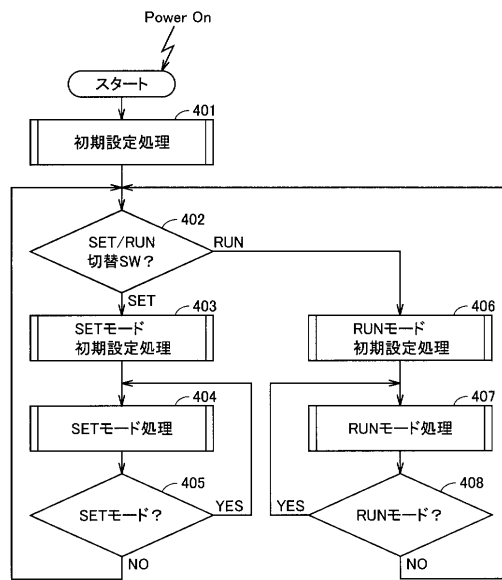 Power On
スタート
401
初期設定処理
402
SET/RUN
切替SW？
RUN
SET
403
SETモード
初期設定処理
406
RUNモード
初期設定処理
404
SETモード処理
407
RUNモード処理
405
SETモード？
YES
NO
408
RUNモード？
YES
NO